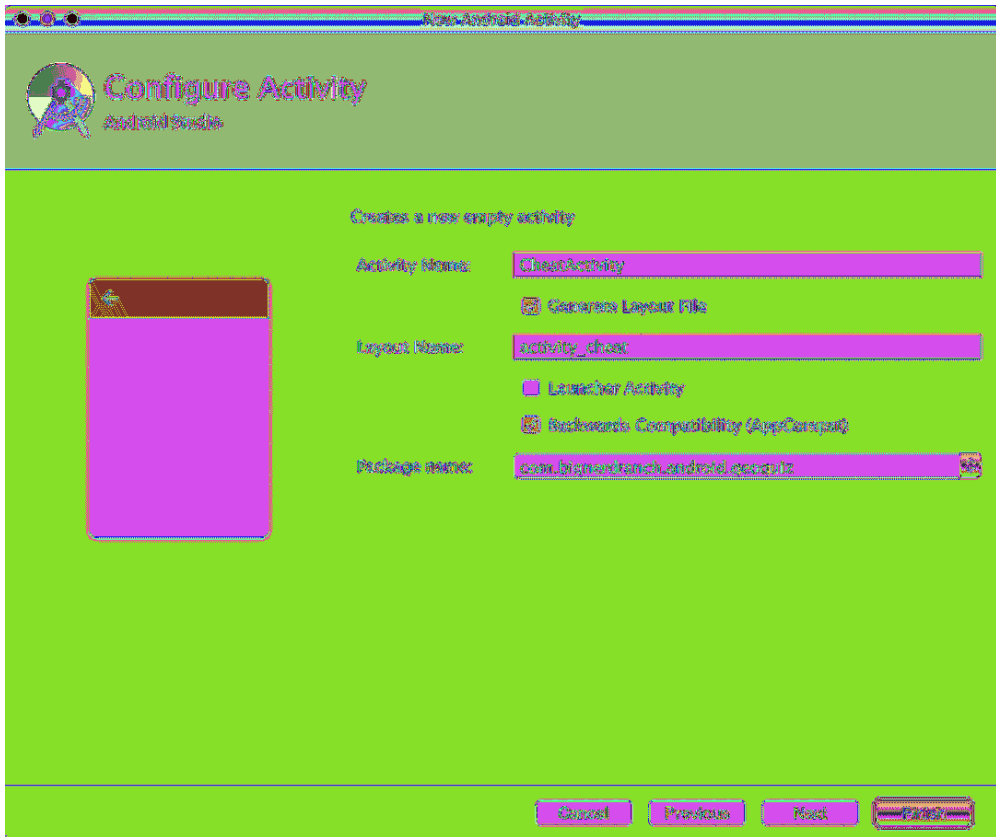 New Android Activity
Configure Activity
Android Studio
Creates a new empty activity
Activity Name:
CheatActivity
Generate Layout File
Layout Name:
activity_cheat
Launcher Activity
Backwards Compatibility (AppCompat)
Package name:
com.bignerdranch.android.geoquiz
Cancel
Previous
Next
Finish